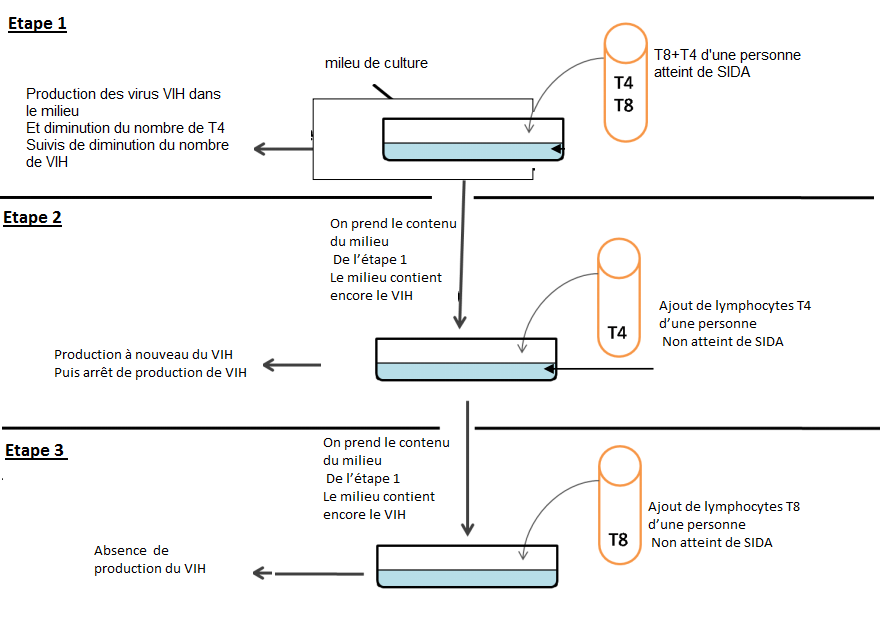 Etape 1
mileu de culture
T8+T4 d'une personne
atteint de SIDA
T4
T8
Production des virus VIH dans
le milieu
Et diminution du nombre de T4
Suivis de diminution du nombre
de VIH
Etape 2
On prend le contenu
du milieu
De l’étape 1
Le milieu contient
encore le VIH
Ajout de lymphocytes T4
d’une personne
Non atteint de SIDA
T4
Production à nouveau du VIH
Puis arrêt de production de VIH
Etape 3
On prend le contenu
du milieu
De l’étape 1
Le milieu contient
encore le VIH
Ajout de lymphocytes T8
d’une personne
Non atteint de SIDA
T8
Absence de
production du VIH